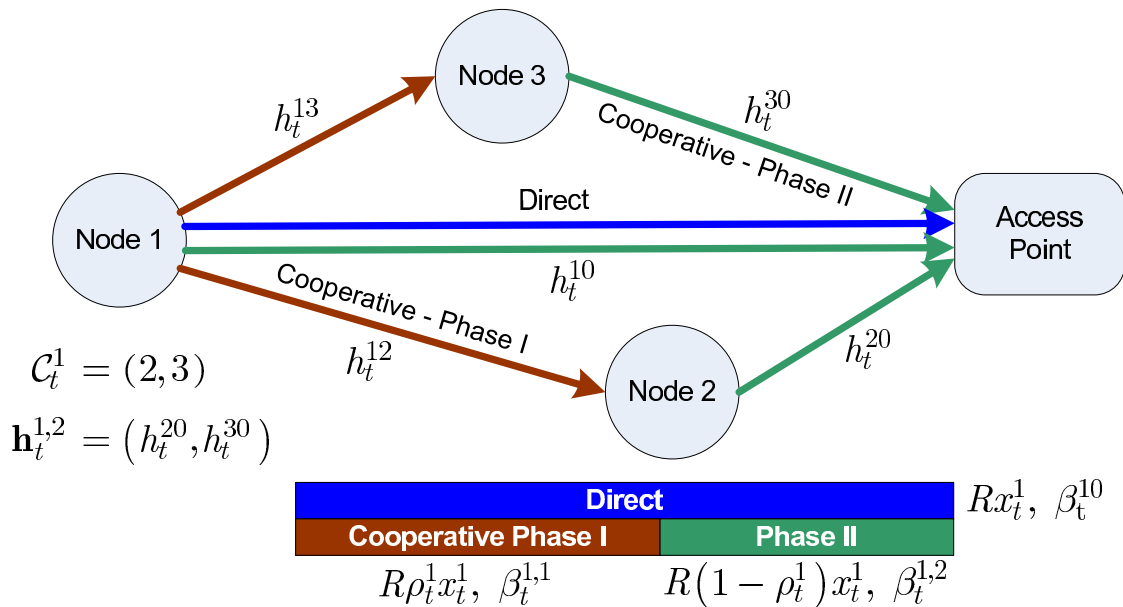 Node 3
h_t^{13}
h_t^{30}
Cooperative - Phase II
Node 1
Direct
Access
Point
h_t^{10}
Cooperative - Phase I
h_t^{12}
h_t^{20}
Node 2
𝒞_t^1 = (2,3)
𝐡_t^{1,2} = (h_t^{20}, h_t^{30})
Direct
Rx_t^1, β_t^{10}
Cooperative Phase I
Phase II
Rρ_t^1x_t^1, β_t^{1,1}
R(1 − ρ_t^1)x_t^1, β_t^{1,2}